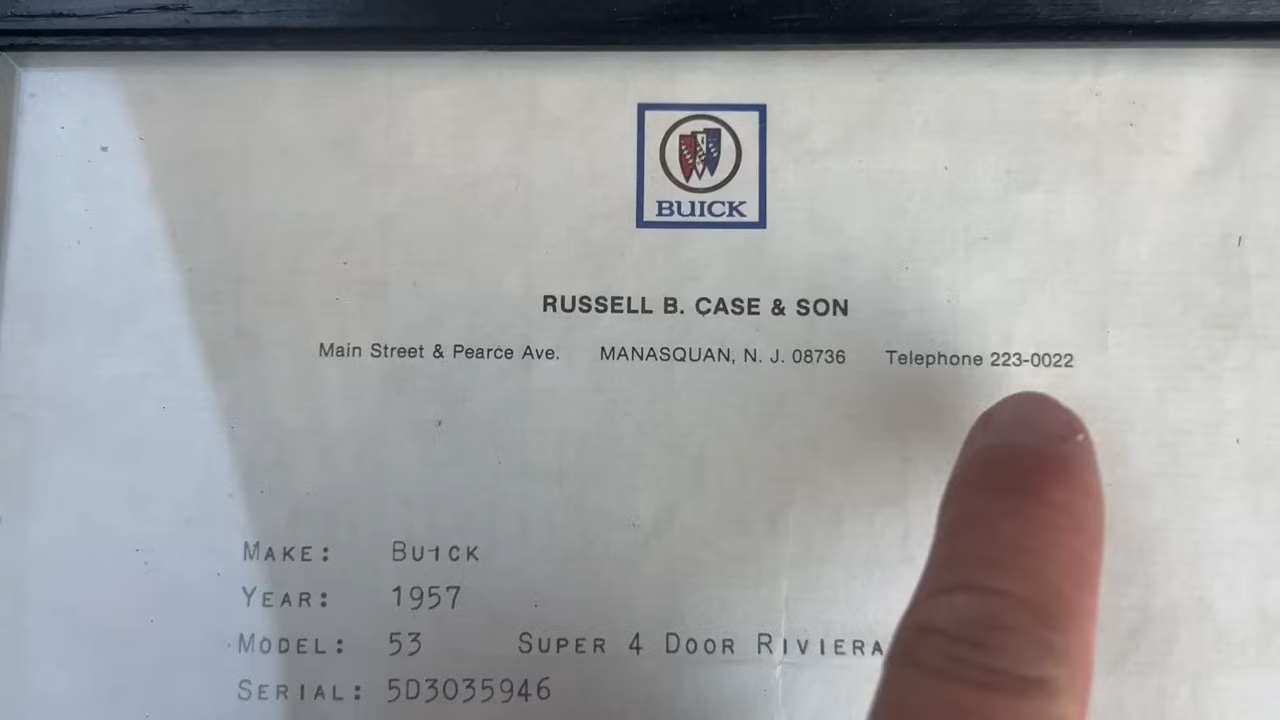 BUICK
RUSSELL B. CASE & SON
Main Street & Pearce Ave. MANASQUAN, N. J. 08736 Telephone 223-0022
MAKE: BUICK
YEAR: 1957
MODEL: 53 SUPER 4 DOOR RIVIERA
SERIAL: 5D3035946